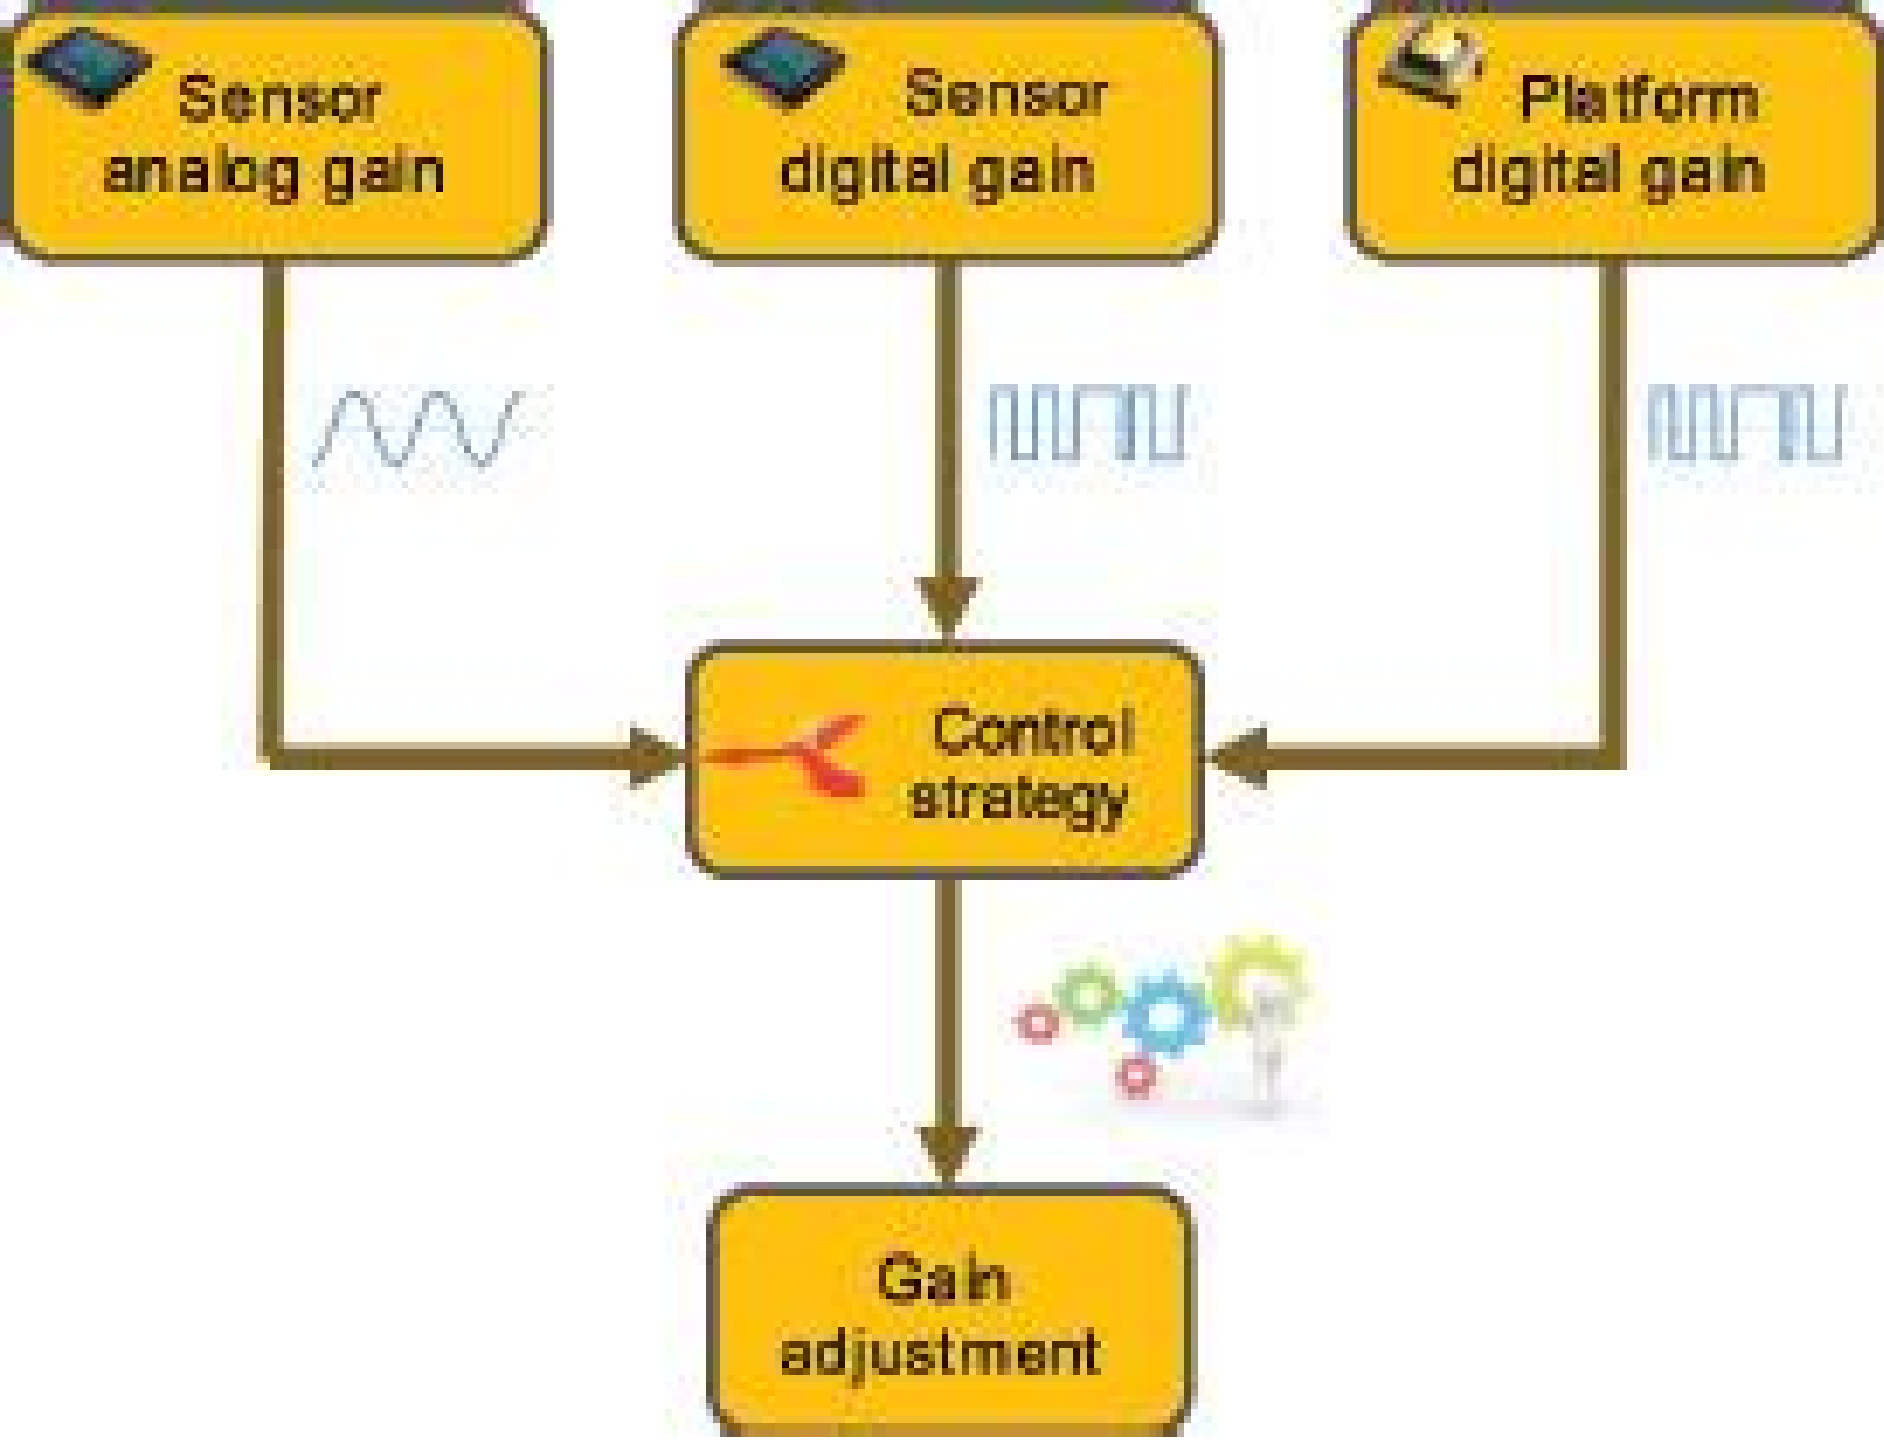 Sensor
analog gain
Sensor
digital gain
Platform
digital gain
Control
strategy
Gain
adjustment